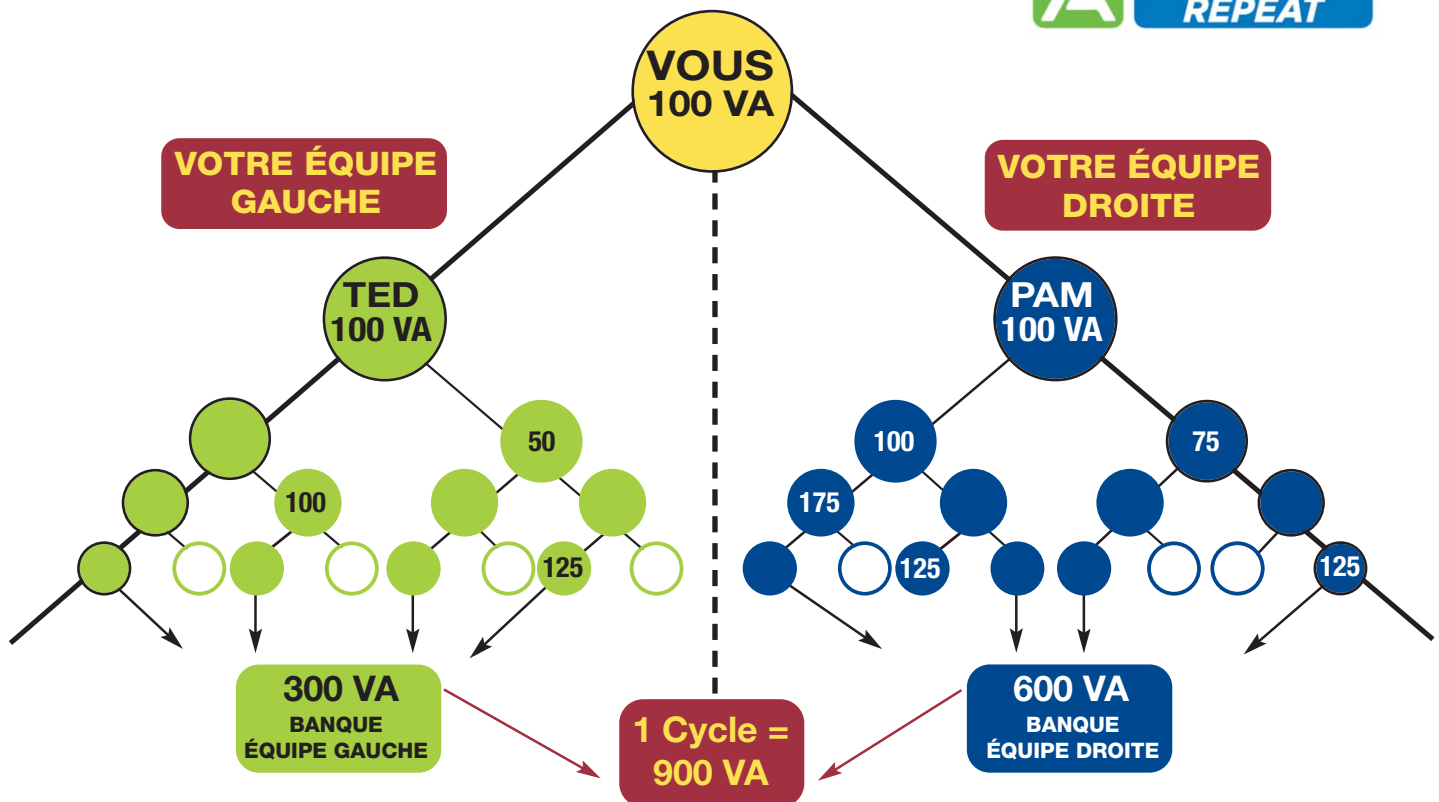 A
REPEAT
VOUS
100 VA
VOTRE ÉQUIPE
GAUCHE
VOTRE ÉQUIPE
DROITE
TED
100 VA
PAM
100 VA
50
100
75
100
175
125
125
125
300 VA
BANQUE
ÉQUIPE GAUCHE
600 VA
BANQUE
ÉQUIPE DROITE
1 Cycle =
900 VA